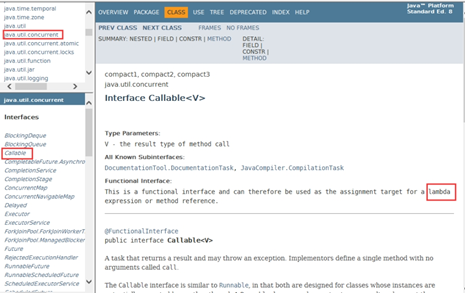 java.time.temporal
java.time.zone
java.util
java.util.concurrent
java.util.concurrent.atomic
java.util.concurrent.locks
java.util.function
java.util.jar
java.util.logging
java.util.concurrent
Interfaces
BlockingDeque
BlockingQueue
Callable
CompletableFuture.Asynchro
CompletionService
CompletionStage
ConcurrentMap
ConcurrentNavigableMap
Delayed
Executor
ExecutorService
ForkJoinPool.ForkJoinWorkerT
ForkJoinPool.ManagedBlocker
Future
RejectedExecutionHandler
RunnableFuture
RunnableScheduledFuture
ScheduledExecutorService
OVERVIEW PACKAGE CLASS USE TREE DEPRECATED INDEX HELP
Java™ Platform
Standard Ed. 8
PREV CLASS NEXT CLASS FRAMES NO FRAMES
SUMMARY: NESTED | FIELD | CONSTR | METHOD
DETAIL:
FIELD |
CONSTR |
METHOD
compact1, compact2, compact3
java.util.concurrent
Interface Callable<V>
Type Parameters:
V - the result type of method call
All Known Subinterfaces:
DocumentationTool.DocumentationTask, JavaCompiler.CompilationTask
Functional Interface:
This is a functional interface and can therefore be used as the assignment target for a lambda
expression or method reference.
@FunctionalInterface
public interface Callable<V>
A task that returns a result and may throw an exception. Implementors define a single method with no
arguments called call.
The Callable interface is similar to Runnable, in that both are designed for classes whose instances are